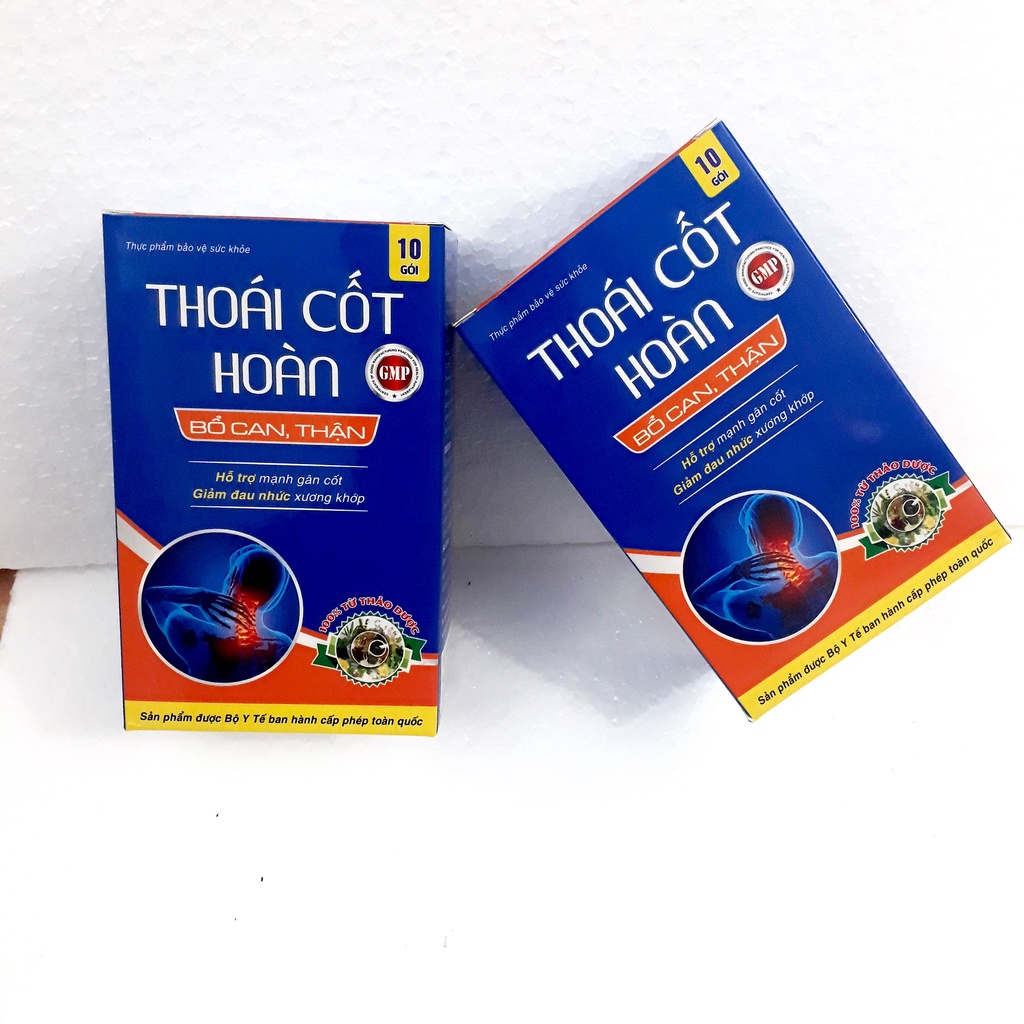 Thực phẩm bảo vệ sức khỏe
10
GÓI
THOÁI CỐT
HOÀN
GMP
BỔ CAN, THẬN
Hỗ trợ mạnh gân cốt
Giảm đau nhức xương khớp
100% TỪ THẢO DƯỢC
Sản phẩm được Bộ Y Tế ban hành cấp phép toàn quốc
Thực phẩm bảo vệ sức khỏe
10
GÓI
THOÁI CỐT
HOÀN
GMP
BỔ CAN, THẬN
Hỗ trợ mạnh gân cốt
Giảm đau nhức xương khớp
100% TỪ THẢO DƯỢC
Sản phẩm được Bộ Y Tế ban hành cấp phép toàn quốc